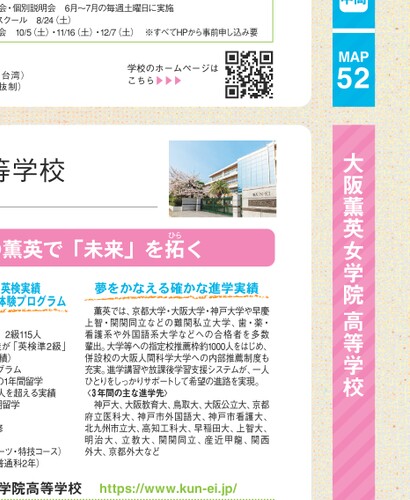 会・個別説明会 6月～7月の毎週土曜日に実施
スクール 8/24（土）
会 10/5（土）・11/16（土）・12/7（土） ※すべてHPから事前申し込み要
台湾）
抜制）
学校のホームページは
こちら▶▶▶
MAP
52
等学校
薫英で「未来」を拓く
ひら
英検実績
体験プログラム
夢をかなえる確かな進学実績
2級115人
が「英検準2級」
績）
グラム
の1年間留学
人を超える実績
間留学
修
ーツ・特技コース）
普通科2年）
薫英では、京都大学・大阪大学・神戸大学や早慶
上智・関関同立などの難関私立大学、歯・薬・
看護系や外国語系大学などへの合格者を多数
輩出。大学等への指定校推薦枠約1000人をはじめ、
併設校の大阪人間科学大学への内部推薦制度も
充実。進学講習や放課後学習支援システムが、一人
ひとりをしっかりサポートして希望の進路を実現。
<3年間の主な進学先>
神戸大、大阪教育大、鳥取大、大阪公立大、京都
府立医科大、神戸市外国語大、神戸市看護大、
北九州市立大、高知工科大、早稲田大、上智大、
明治大、立教大、関関同立、産近甲龍、関西
外大、京都外大など
学院高等学校
https://www.kun-ei.jp/
大阪薫英女学院 高等学校